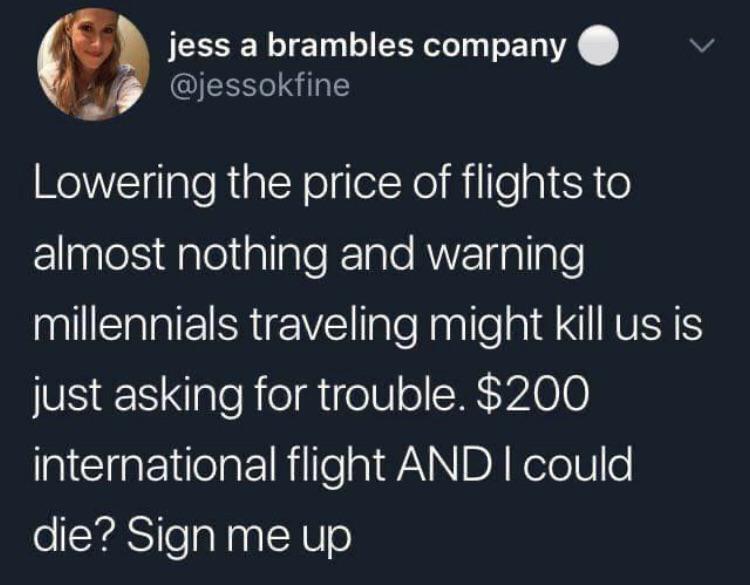 jess a brambles company
@jessokfine
Lowering the price of flights to
almost nothing and warning
millennials traveling might kill us is
just asking for trouble. $200
international flight AND I could
die? Sign me up